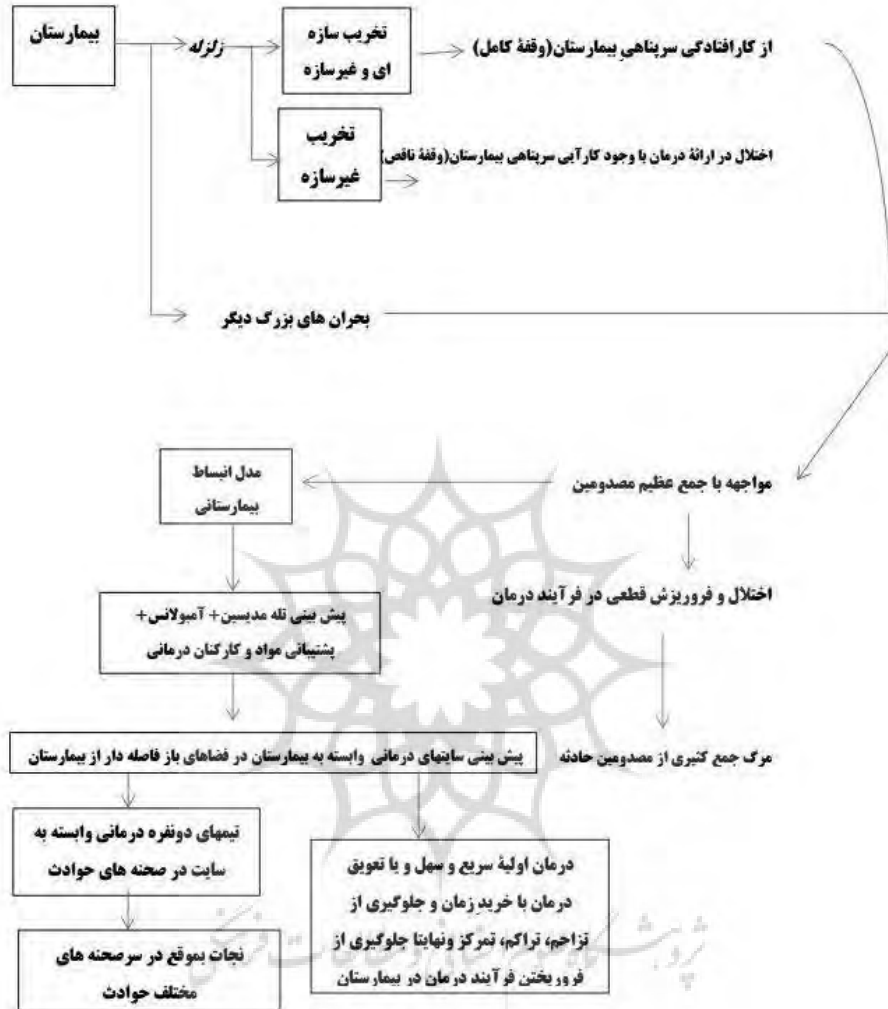 بیمارستان
زلزله
تخریب سازه
ای و غیرسازه
از کارافتادگی سرپناهیِ بیمارستان(وقفۀ کامل)
تخریب
غیرسازه
اختلال در ارائۀ درمان با وجود کارآیی سرپناهی بیمارستان(وقفۀ ناقص)
بحران های بزرگ دیگر
مواجهه با جمع عظیم مصدومین
مدل انبساط
بیمارستانی
اختلال و فروریزش قطعی در فرآیند درمان
پیش بینی تله مدیسین+ آمبولانس+
پشتیبانی مواد و کارکنان درمانی
مرگ جمع کثیری از مصدومین حادثه
پیش بینی سایتهای درمانی وابسته به بیمارستان در فضاهای باز فاصله دار از بیمارستان
درمان اولیۀ سریع و سهل و یا تعویق
درمان با خریدِ زمان و جلوگیری از
تزاحم، تراکم، تمرکز ونهایتا جلوگیری از
فروریختن فرآیند درمان در بیمارستان
تیمهای دونفره درمانی وابسته به
سایت در صحنه های حوادث
نجات بموقع در سرصحنه های
مختلف حوادث